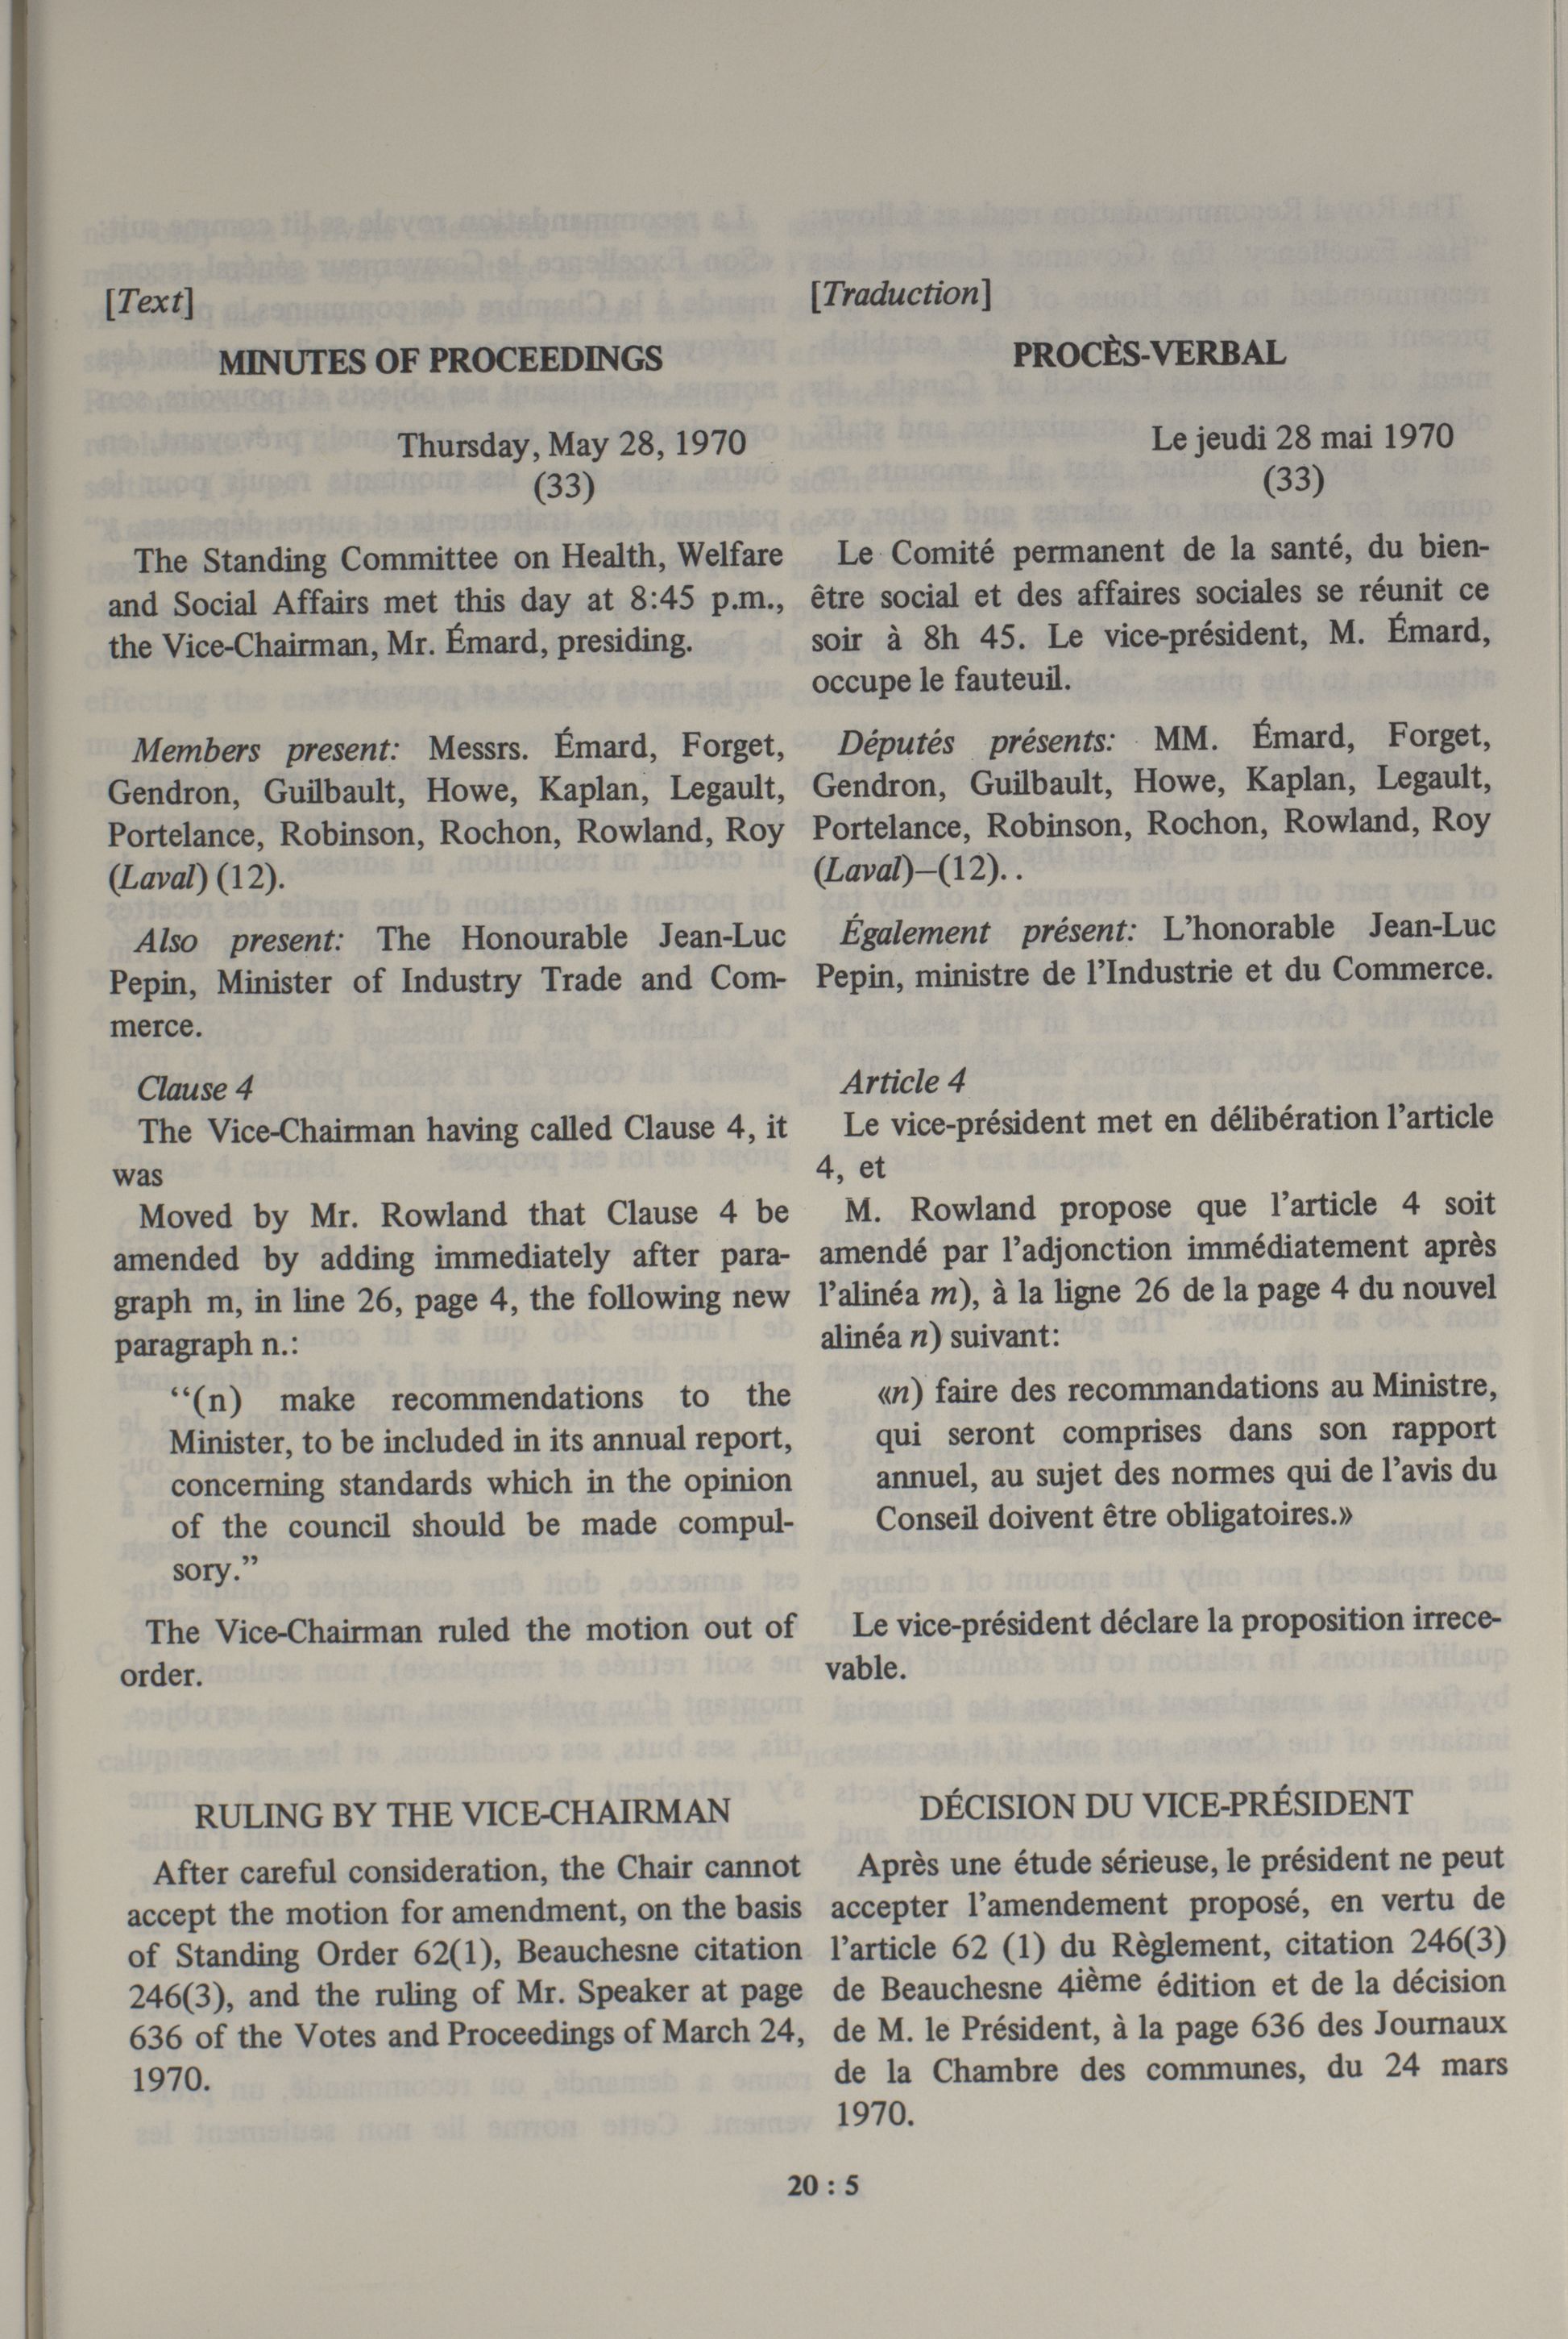 [Text]
MINUTES OF PROCEEDINGS
Thursday, May 28, 1970
(33)
The Standing Committee on Health, Welfare
and Social Affairs met this day at 8:45 p.m.,
the Vice-Chairman, Mr. Émard, presiding.
Members present: Messrs. Émard, Forget,
Gendron, Guilbault, Howe, Kaplan, Legault,
Portelance, Robinson, Rochon, Rowland, Roy
(Laval) (12).
Also present: The Honourable Jean-Luc
Pepin, Minister of Industry Trade and Com-
merce.
Clause 4
The Vice-Chairman having called Clause 4, it
was
Moved by Mr. Rowland that Clause 4 be
amended by adding immediately after para-
graph m, in line 26, page 4, the following new
paragraph n.:
“(n) make recommendations to the
Minister, to be included in its annual report,
concerning standards which in the opinion
of the council should be made compul-
sory.”
The Vice-Chairman ruled the motion out of
order.
RULING BY THE VICE-CHAIRMAN
After careful consideration, the Chair cannot
accept the motion for amendment, on the basis
of Standing Order 62(1), Beauchesne citation
246(3), and the ruling of Mr. Speaker at page
636 of the Votes and Proceedings of March 24,
1970.
[Traduction]
PROCÈS-VERBAL
Le jeudi 28 mai 1970
(33)
Le Comité permanent de la santé, du bien-
être social et des affaires sociales se réunit ce
soir à 8h 45. Le vice-président, M. Émard,
occupe le fauteuil.
Députés présents: MM. Émard, Forget,
Gendron, Guilbault, Howe, Kaplan, Legault,
Portelance, Robinson, Rochon, Rowland, Roy
(Laval)–(12). .
Également présent: L'honorable Jean-Luc
Pepin, ministre de l'Industrie et du Commerce.
Article 4
Le vice-président met en délibération l'article
4, et
M. Rowland propose que l'article 4 soit
amendé par l'adjonction immédiatement après
l'alinéa m), à la ligne 26 de la page 4 du nouvel
alinéa n) suivant:
«n) faire des recommandations au Ministre,
qui seront comprises dans son rapport
annuel, au sujet des normes qui de l'avis du
Conseil doivent être obligatoires.»
Le vice-président déclare la proposition irrece-
vable.
DÉCISION DU VICE-PRÉSIDENT
Après une étude sérieuse, le président ne peut
accepter l'amendement proposé, en vertu de
l'article 62 (1) du Règlement, citation 246(3)
de Beauchesne 4ième édition et de la décision
de M. le Président, à la page 636 des Journaux
de la Chambre des communes, du 24 mars
1970.
20 : 5